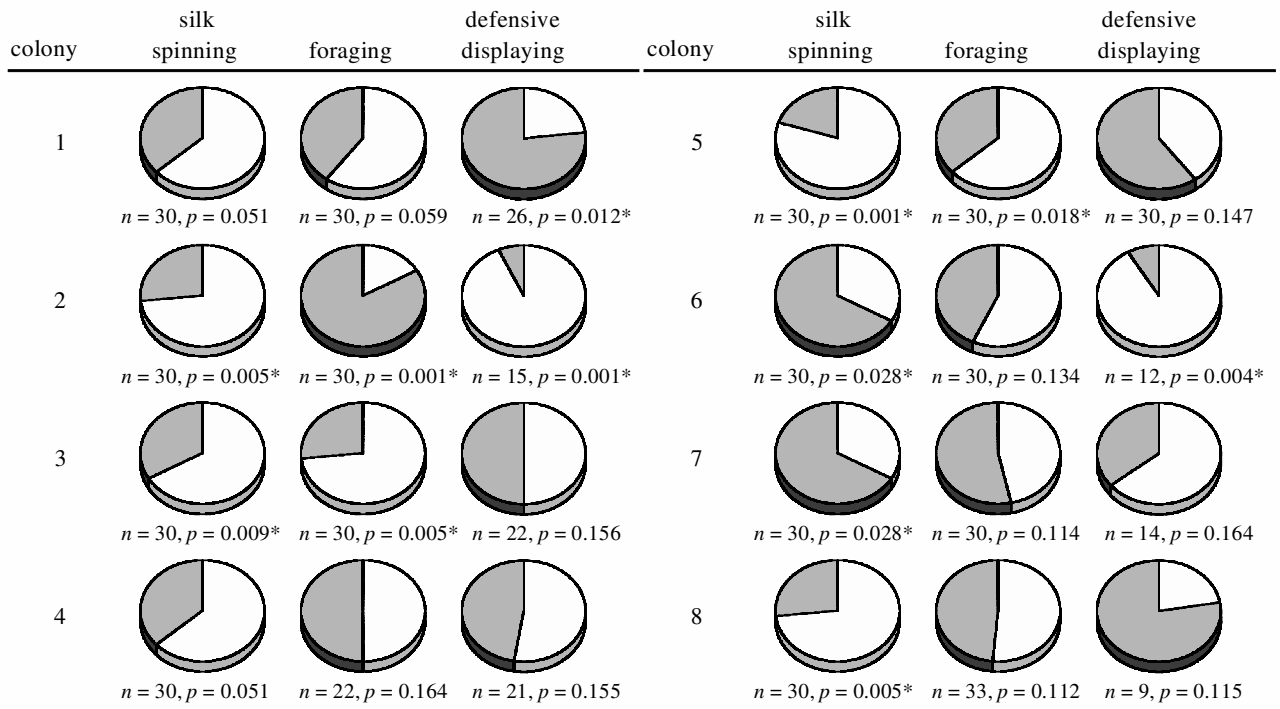 colony silk spinning foraging defensive displaying colony silk spinning foraging defensive displaying
1 5
n = 30, p = 0.051 n = 30, p = 0.059 n = 26, p = 0.012* n = 30, p = 0.001* n = 30, p = 0.018* n = 30, p = 0.147
2 6
n = 30, p = 0.005* n = 30, p = 0.001* n = 15, p = 0.001* n = 30, p = 0.028* n = 30, p = 0.134 n = 12, p = 0.004*
3 7
n = 30, p = 0.009* n = 30, p = 0.005* n = 22, p = 0.156 n = 30, p = 0.028* n = 30, p = 0.114 n = 14, p = 0.164
4 8
n = 30, p = 0.051 n = 22, p = 0.164 n = 21, p = 0.155 n = 30, p = 0.005* n = 33, p = 0.112 n = 9, p = 0.115